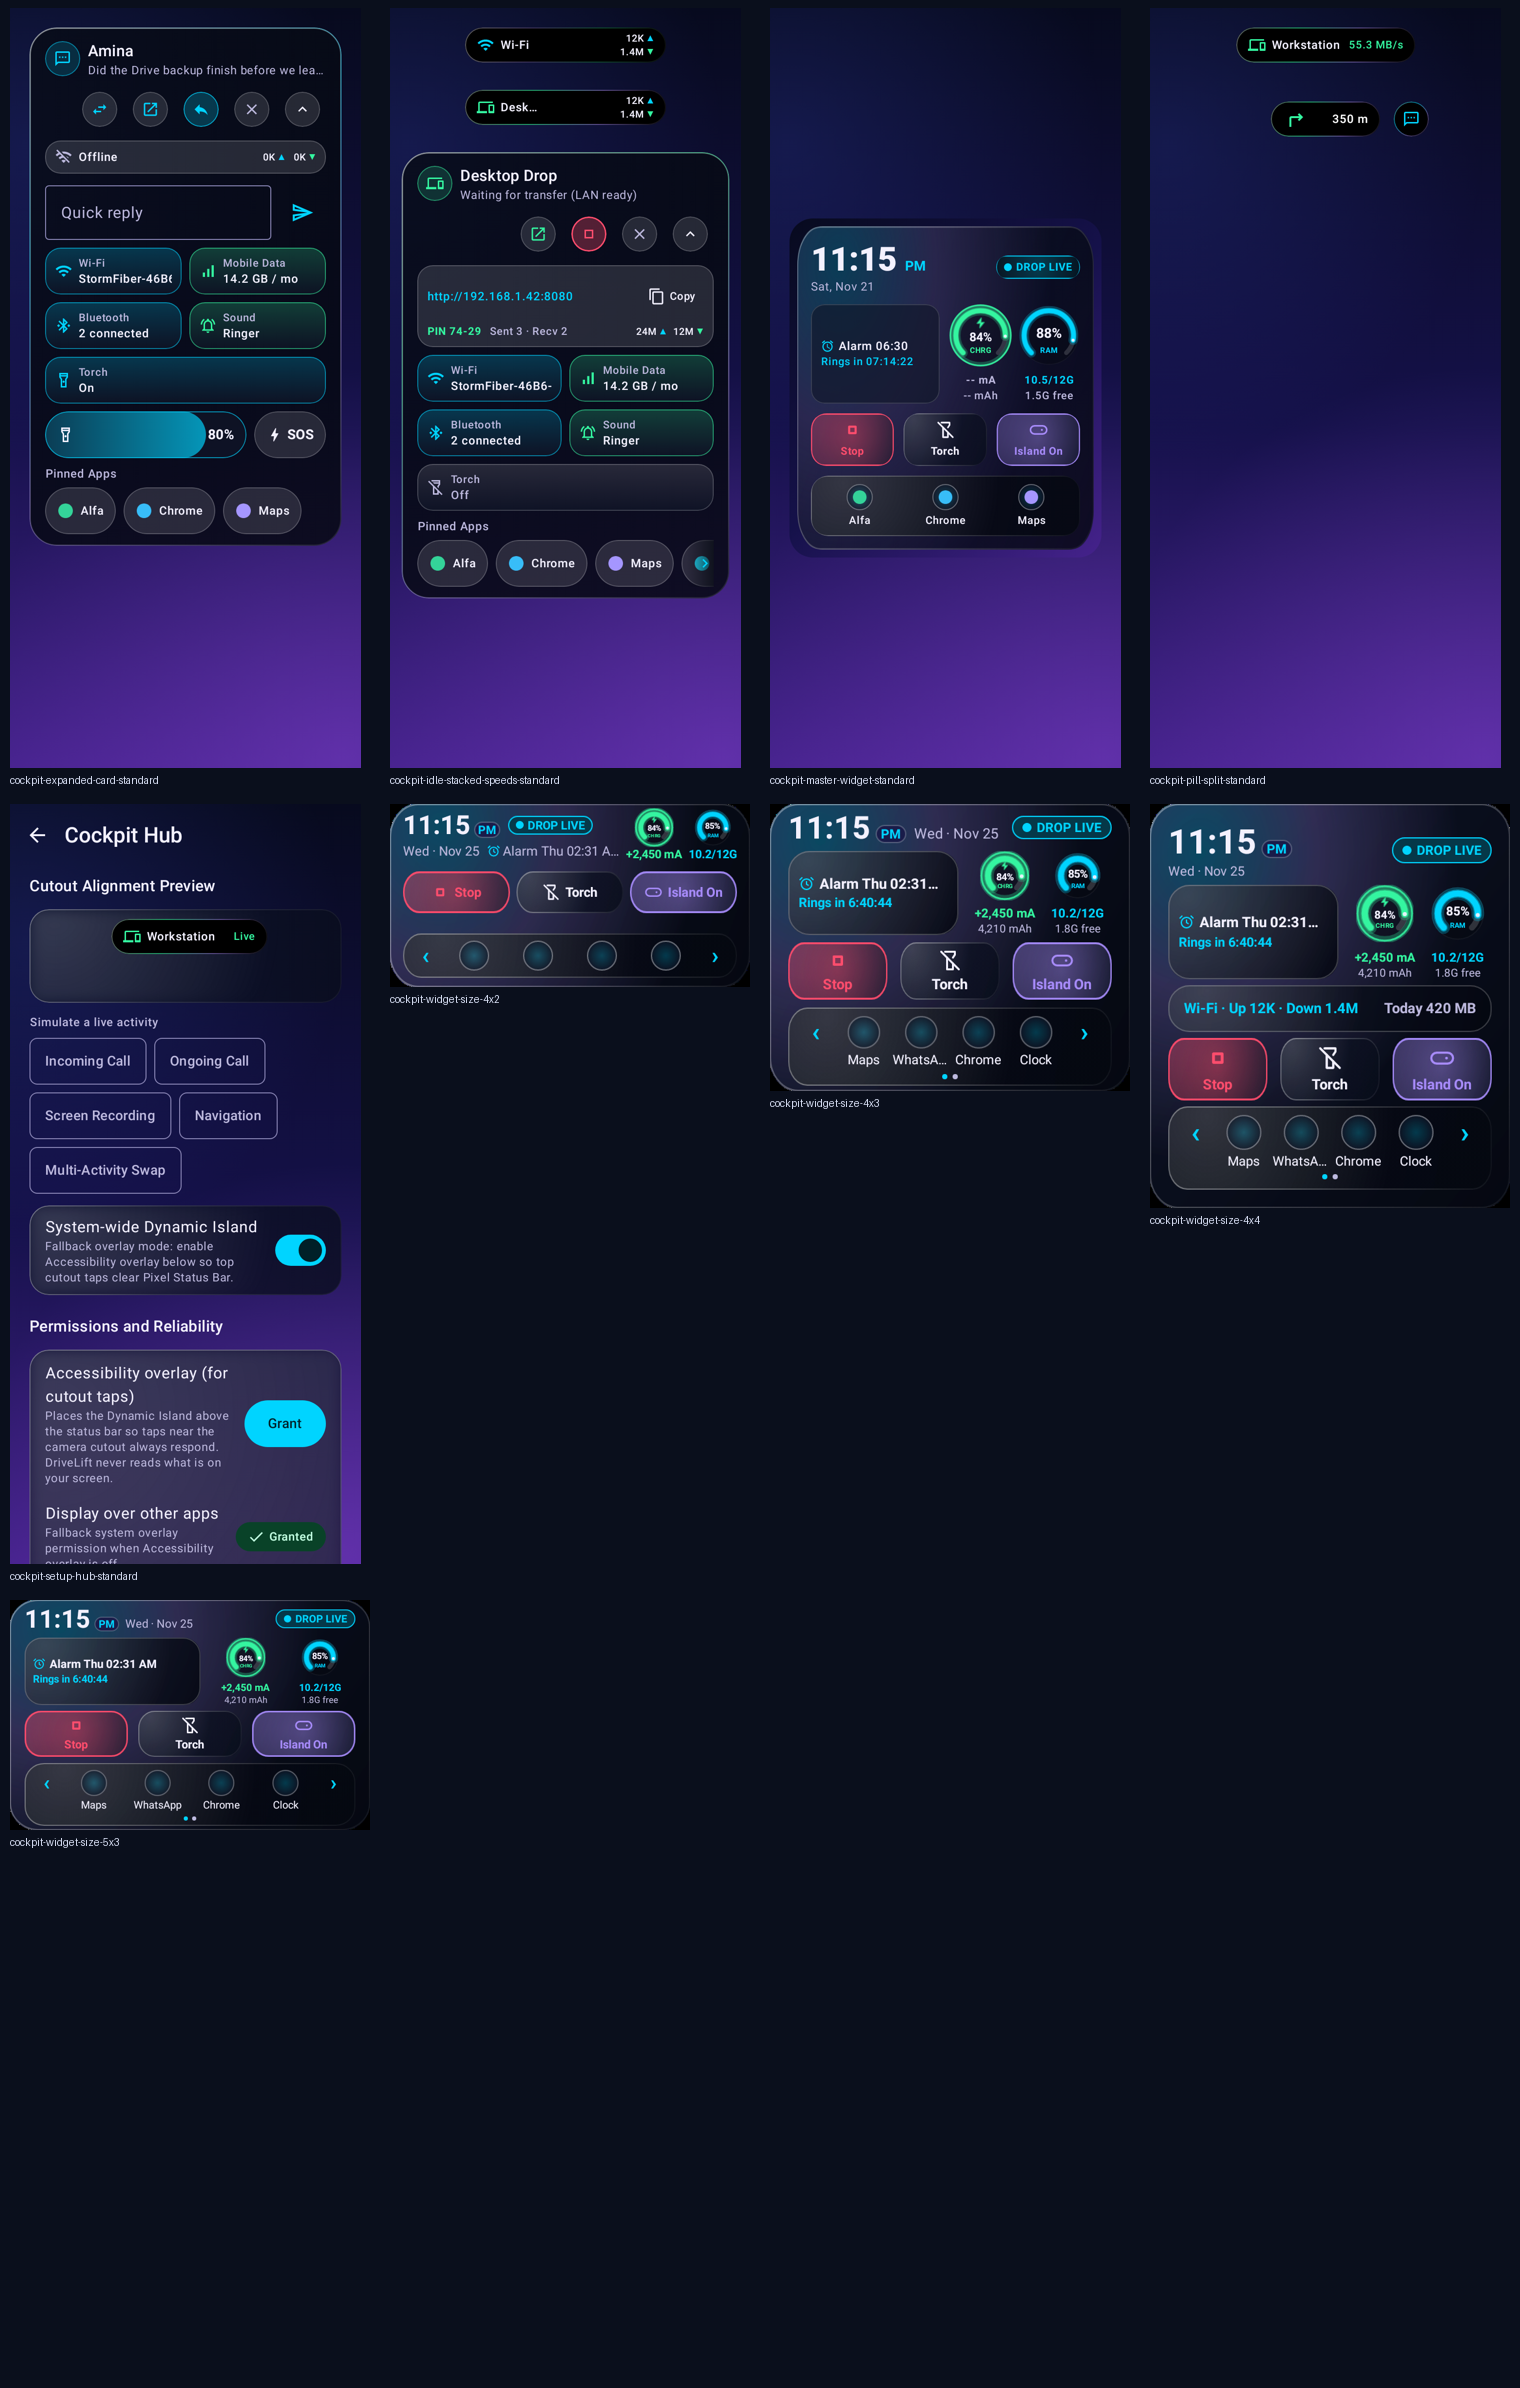 Amina
Did the Drive backup finish before we lea...
Offline
0K ▲ 0K ▼
Quick reply
Wi-Fi
StormFiber-46B6
Mobile Data
14.2 GB / mo
Bluetooth
2 connected
Sound
Ringer
Torch
On
80%
SOS
Pinned Apps
Alfa
Chrome
Maps
cockpit-expanded-card-standard
Wi-Fi
12K ▲
1.4M ▼
Desk...
12K ▲
1.4M ▼
Desktop Drop
Waiting for transfer (LAN ready)
http://192.168.1.42:8080
Copy
PIN 74-29 Sent 3 · Recv 2
24M ▲ 12M ▼
Wi-Fi
StormFiber-46B6-
Mobile Data
14.2 GB / mo
Bluetooth
2 connected
Sound
Ringer
Torch
Off
Pinned Apps
Alfa
Chrome
Maps
cockpit-idle-stacked-speeds-standard
11:15 PM
DROP LIVE
Sat, Nov 21
Alarm 06:30
Rings in 07:14:22
84%
CHRG
88%
RAM
-- mA
-- mAh
10.5/12G
1.5G free
Stop
Torch
Island On
Alfa
Chrome
Maps
cockpit-master-widget-standard
Workstation 55.3 MB/s
350 m
cockpit-pill-split-standard
Cockpit Hub
Cutout Alignment Preview
Workstation Live
Simulate a live activity
Incoming Call
Ongoing Call
Screen Recording
Navigation
Multi-Activity Swap
System-wide Dynamic Island
Fallback overlay mode: enable
Accessibility overlay below so top
cutout taps clear Pixel Status Bar.
Permissions and Reliability
Accessibility overlay (for
cutout taps)
Places the Dynamic Island above
the status bar so taps near the
camera cutout always respond.
DriveLift never reads what is on
your screen.
Grant
Display over other apps
Fallback system overlay
permission when Accessibility
overlay is off
Granted
cockpit-setup-hub-standard
11:15 PM
DROP LIVE
Wed · Nov 25
Alarm Thu 02:31 A...
84%
CHRG
85%
RAM
+2,450 mA
10.2/12G
Stop
Torch
Island On
cockpit-widget-size-4x2
11:15 PM Wed · Nov 25
DROP LIVE
Alarm Thu 02:31...
Rings in 6:40:44
84%
CHRG
85%
RAM
+2,450 mA
4,210 mAh
10.2/12G
1.8G free
Stop
Torch
Island On
Maps
WhatsA...
Chrome
Clock
cockpit-widget-size-4x3
11:15 PM
DROP LIVE
Wed · Nov 25
Alarm Thu 02:31...
Rings in 6:40:44
84%
CHRG
85%
RAM
+2,450 mA
4,210 mAh
10.2/12G
1.8G free
Wi-Fi · Up 12K · Down 1.4M
Today 420 MB
Stop
Torch
Island On
Maps
WhatsA...
Chrome
Clock
cockpit-widget-size-4x4
11:15 PM Wed · Nov 25
DROP LIVE
Alarm Thu 02:31 AM
Rings in 6:40:44
84%
CHRG
85%
RAM
+2,450 mA
4,210 mAh
10.2/12G
1.8G free
Stop
Torch
Island On
Maps
WhatsApp
Chrome
Clock
cockpit-widget-size-5x3